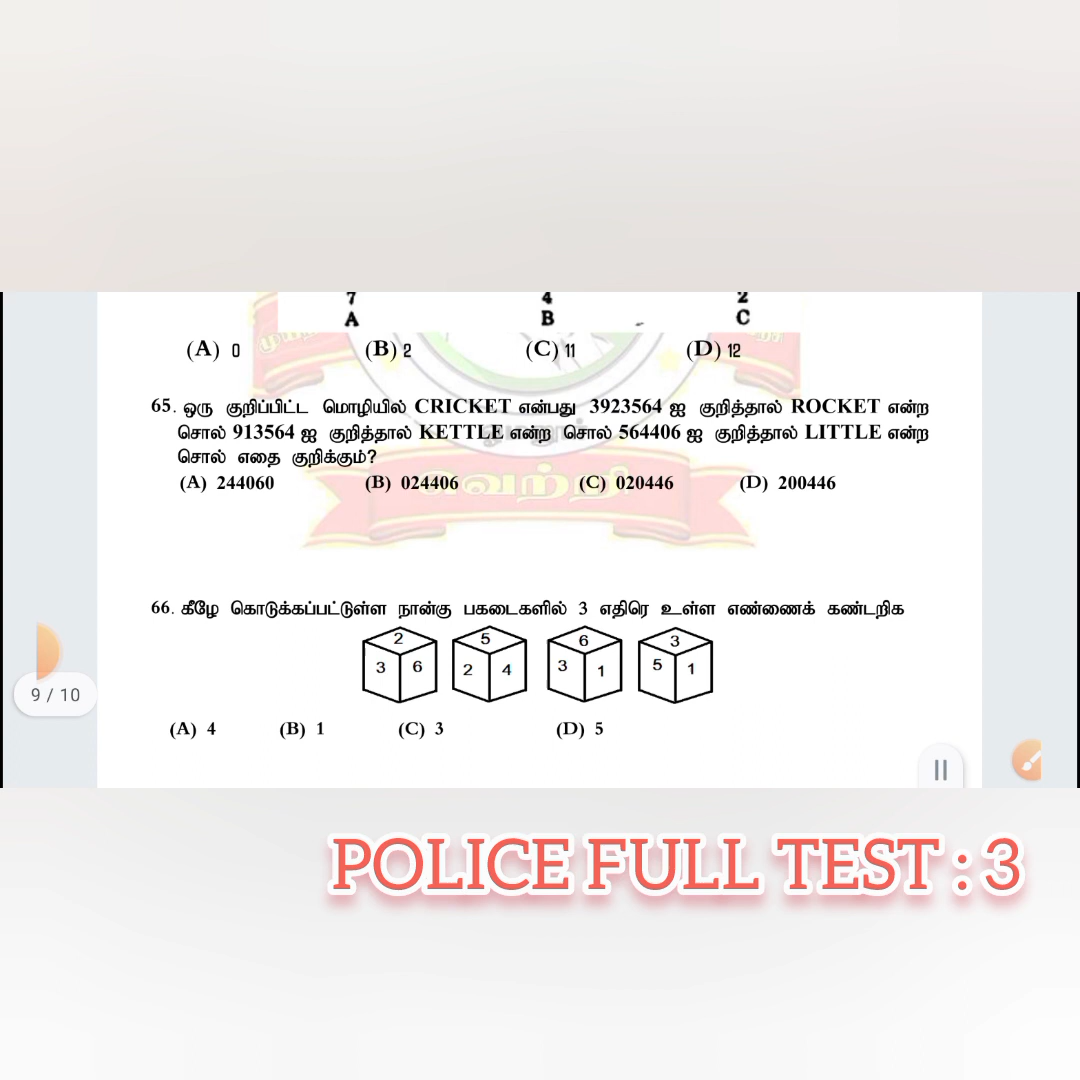 7 4 2
A B C
(A) 0 (B) 2 (C) 11 (D) 12
65. ஒரு குறிப்பிட்ட மொழியில் CRICKET என்பது 3923564 ஐ குறித்தால் ROCKET என்ற
சொல் 913564 ஐ குறித்தால் KETTLE என்ற சொல் 564406 ஐ குறித்தால் LITTLE என்ற
சொல் எதை குறிக்கும்?
(A) 244060 (B) 024406 (C) 020446 (D) 200446
வெற்றி
66. கீழே கொடுக்கப்பட்டுள்ள நான்கு பகடைகளில் 3 எதிரெ உள்ள எண்ணைக் கண்டறிக
2 5 6 3
3 6 2 4 3 1 5 1
9 / 10
(A) 4 (B) 1 (C) 3 (D) 5
POLICE FULL TEST : 3